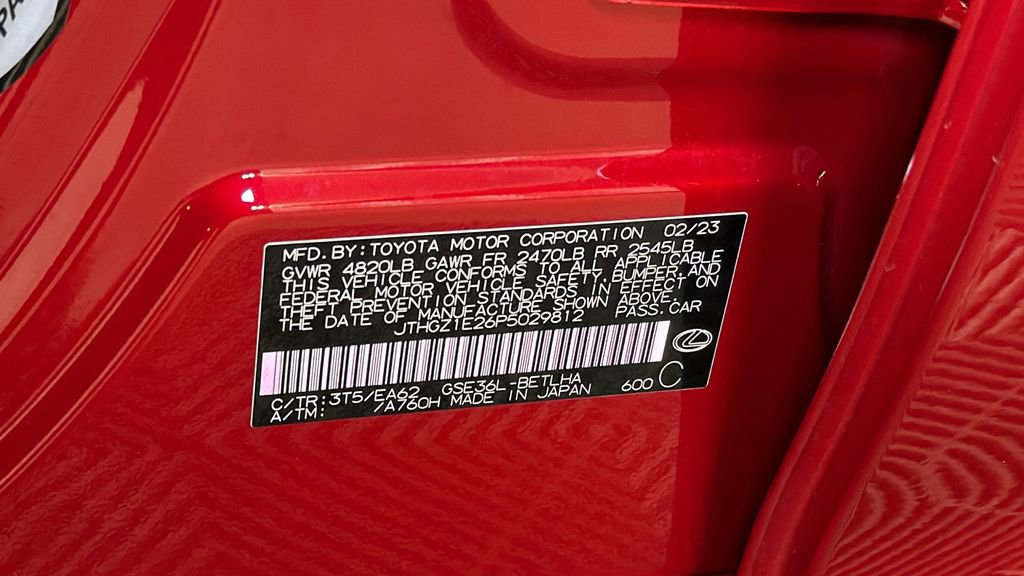 PA
MFD. BY: TOYOTA MOTOR CORPORATION 02/23
GVWR 4820LB GAWR FR 2470LB RR 2545LB
THIS VEHICLE CONFORMS TO ALL APPLICABLE
FEDERAL MOTOR VEHICLE SAFETY, BUMPER, AND
THEFT PREVENTION STANDARDS IN EFFECT ON
THE DATE OF MANUFACTURE SHOWN ABOVE.
JTHGZ1E26P5029812 PASS. CAR
C/TR: 3T5/EA62 GSE36L-BETLHA
A/TM: /A760H MADE IN JAPAN 600 C